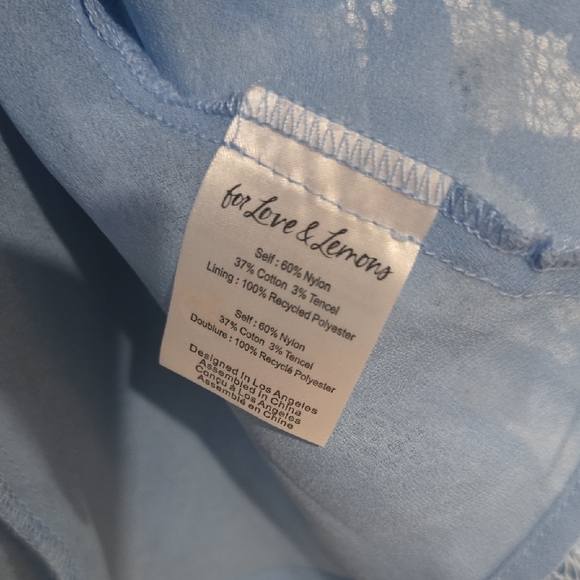 for Love & Lemons
Self : 60% Nylon
37% Cotton 3% Tencel
Lining : 100% Recycled Polyester
Self : 60% Nylon
37% Coton 3% Tencel
Doublure : 100% Recyclé Polyester
Designed in Los Angeles
Assembled in China
Conçu à Los Angeles
Assemblé en Chine